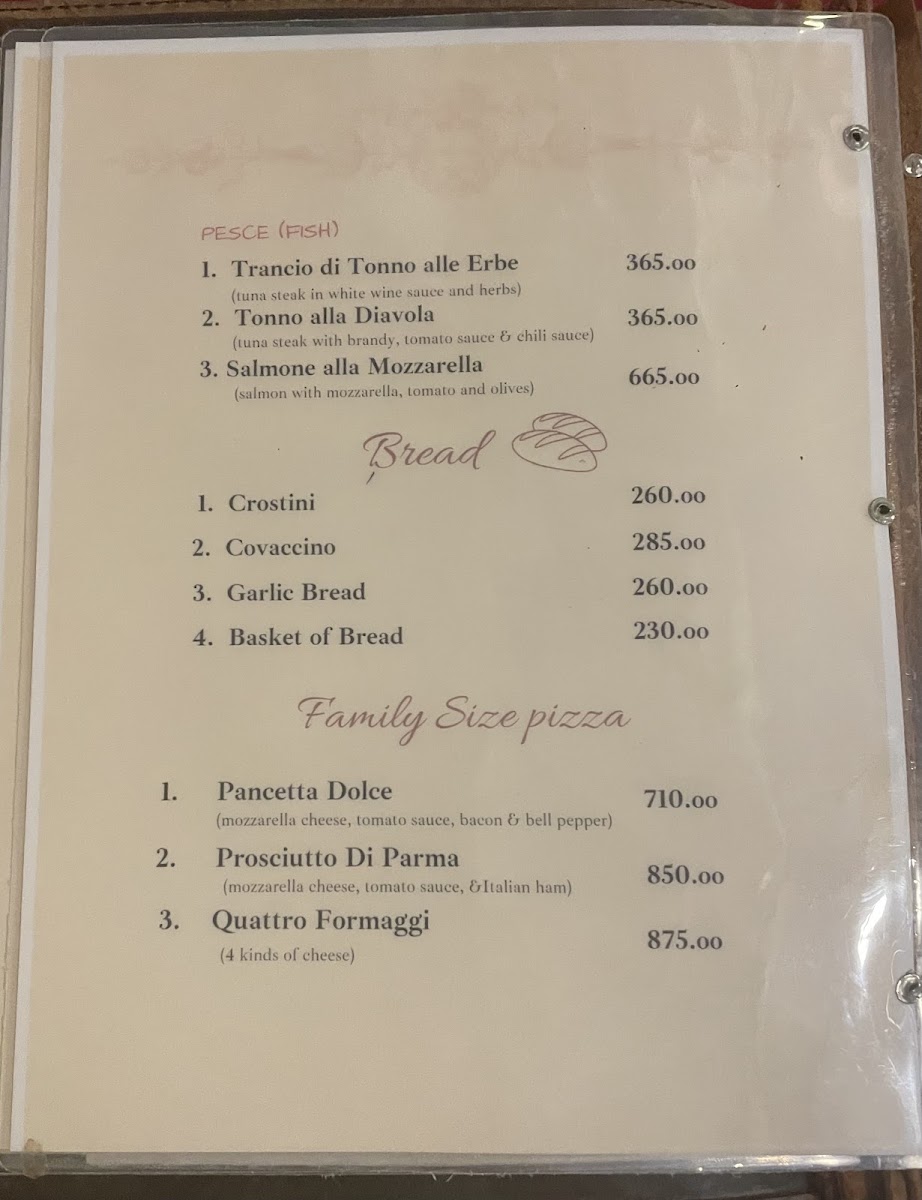 PESCE (FISH)
1. Trancio di Tonno alle Erbe 365.00
(tuna steak in white wine sauce and herbs)
2. Tonno alla Diavola 365.00
(tuna steak with brandy, tomato sauce & chili sauce)
3. Salmone alla Mozzarella 665.00
(salmon with mozzarella, tomato and olives)
Bread
1. Crostini 260.00
2. Covaccino 285.00
3. Garlic Bread 260.00
4. Basket of Bread 230.00
Family Size pizza
1. Pancetta Dolce 710.00
(mozzarella cheese, tomato sauce, bacon & bell pepper)
2. Prosciutto Di Parma 850.00
(mozzarella cheese, tomato sauce, &Italian ham)
3. Quattro Formaggi 875.00
(4 kinds of cheese)